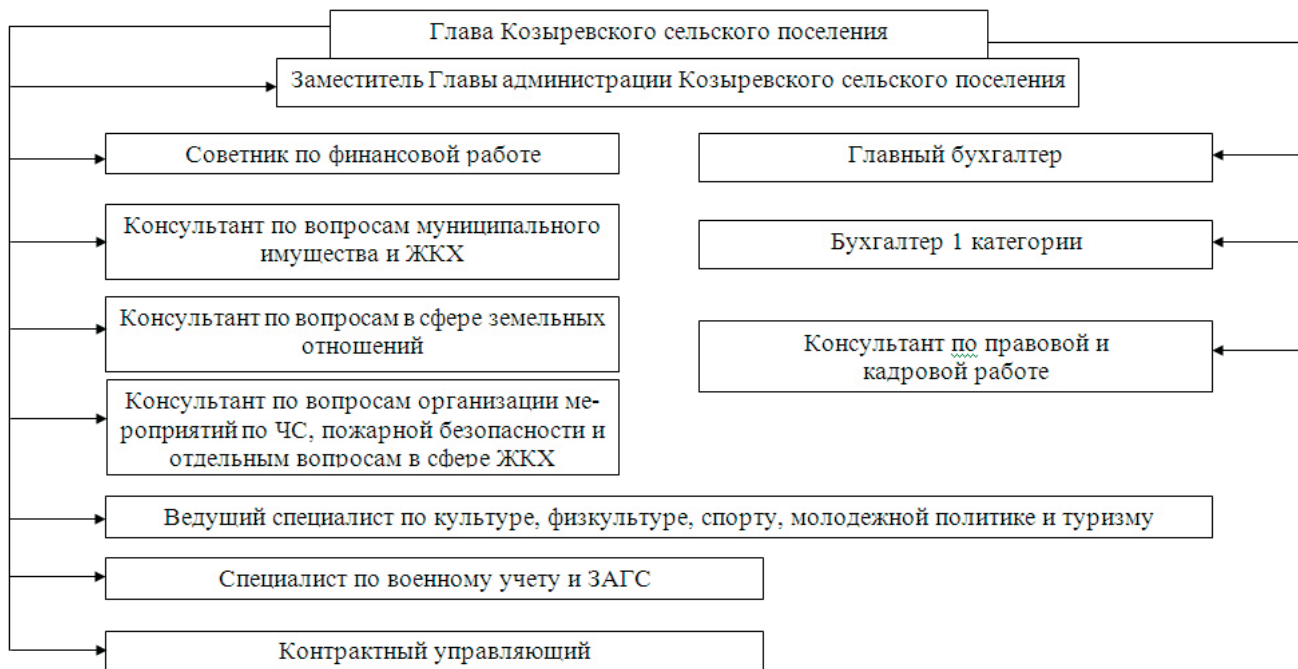 Глава Козыревского сельского поселения
Заместитель Главы администрации Козыревского сельского поселения
Советник по финансовой работе
Главный бухгалтер
Консультант по вопросам муниципального
имущества и ЖКХ
Бухгалтер 1 категории
Консультант по вопросам в сфере земельных
отношений
Консультант по правовой и
кадровой работе
Консультант по вопросам организации ме-
роприятий по ЧС, пожарной безопасности и
отдельным вопросам в сфере ЖКХ
Ведущий специалист по культуре, физкультуре, спорту, молодежной политике и туризму
Специалист по военному учету и ЗАГС
Контрактный управляющий